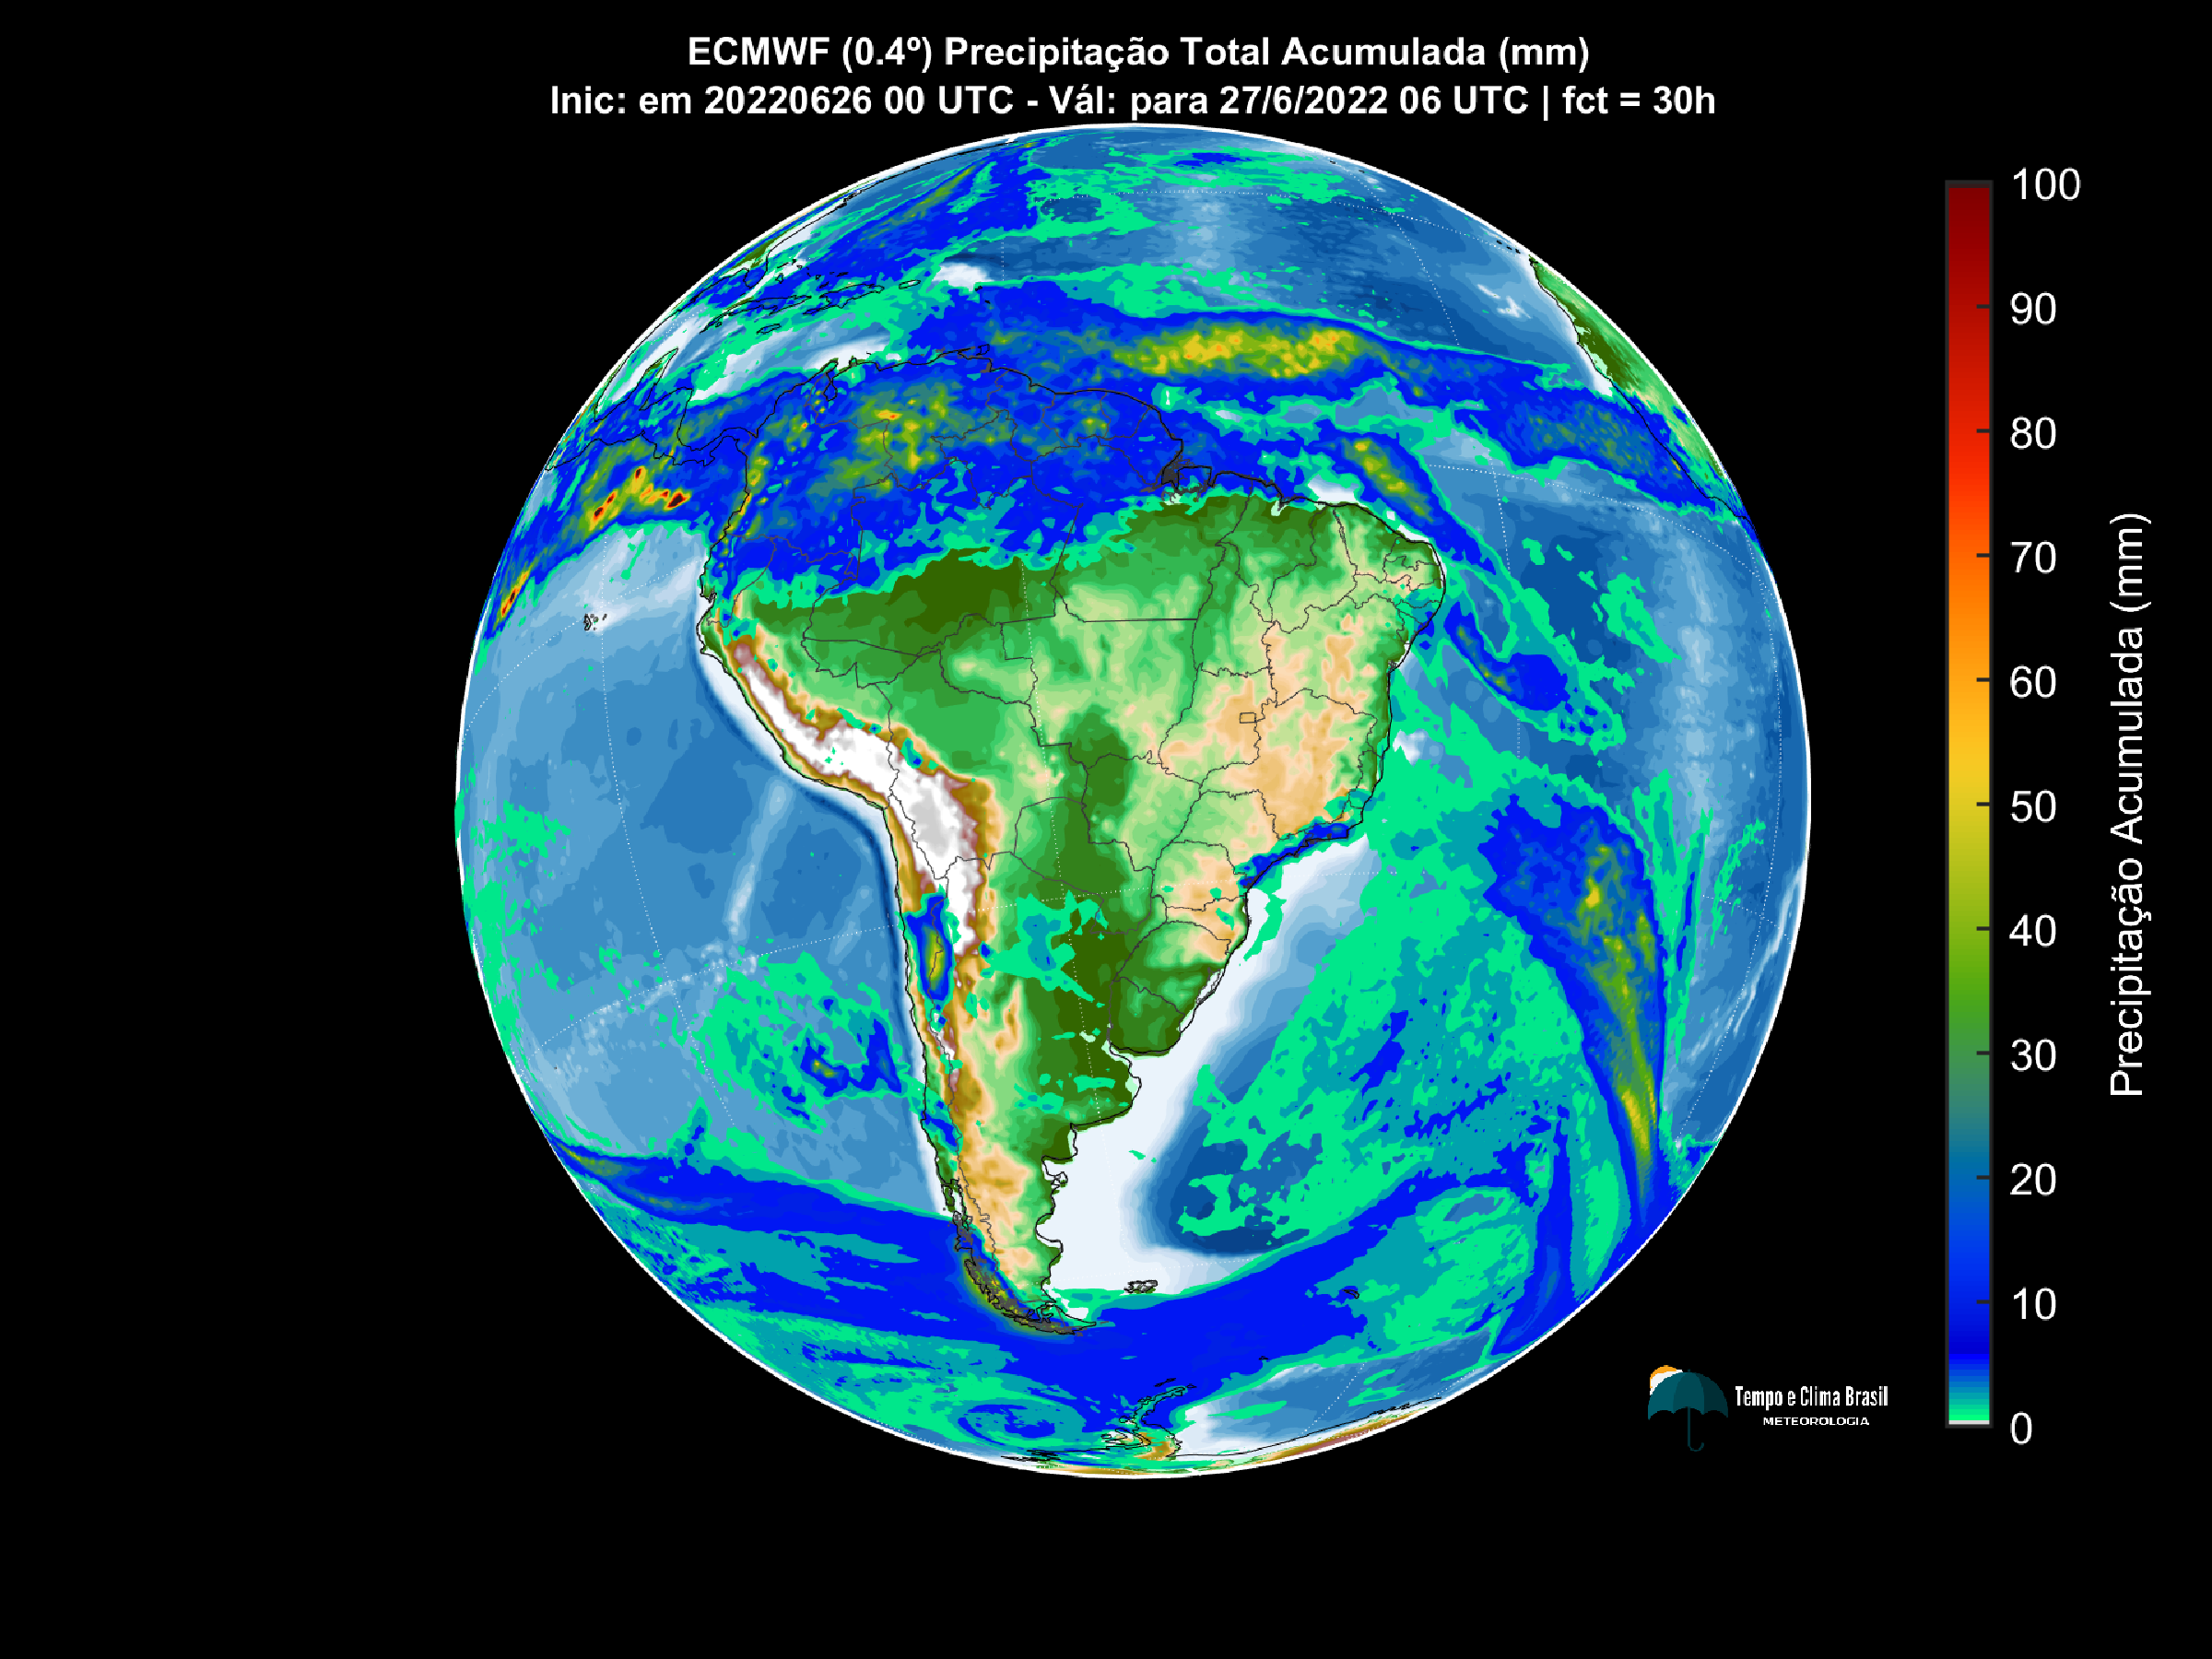 ECMWF (0.4º) Precipitação Total Acumulada (mm)
Inic: em 20220626 00 UTC - Vál: para 27/6/2022 06 UTC | fct = 30h
100
90
80
70
60
50
40
30
20
10
0
Precipitação Acumulada (mm)
Tempo e Clima Brasil
METEOROLOGIA